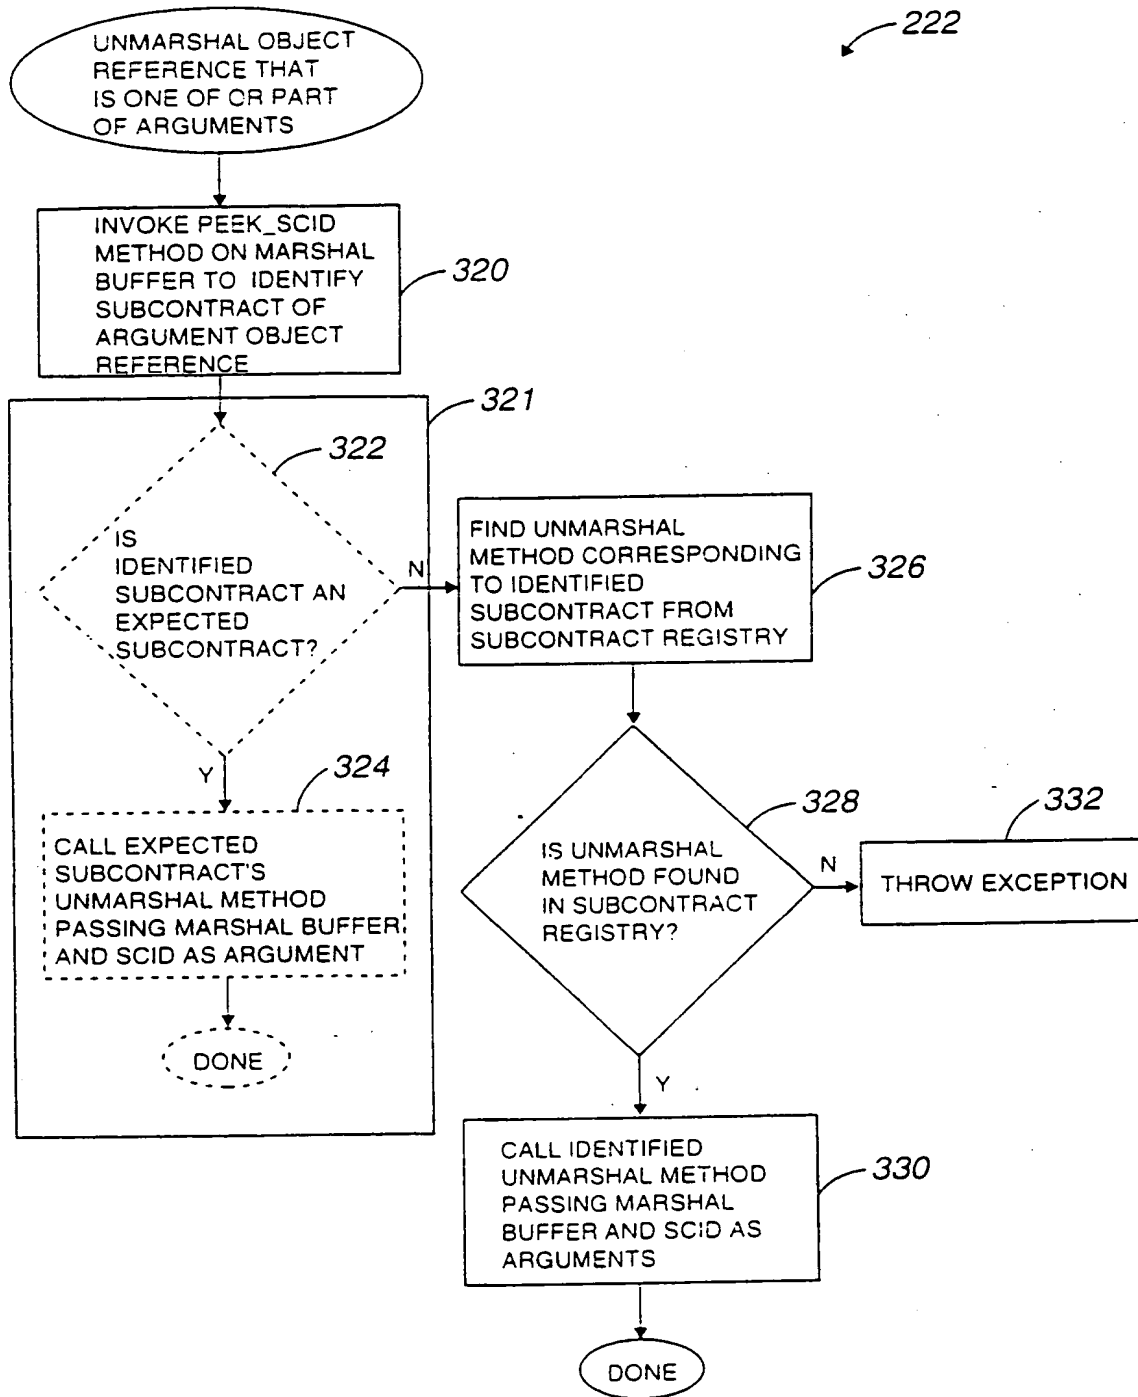 222
UNMARSHAL OBJECT
REFERENCE THAT
IS ONE OF OR PART
OF ARGUMENTS
INVOKE PEEK_SCID
METHOD ON MARSHAL
BUFFER TO IDENTIFY
SUBCONTRACT OF
ARGUMENT OBJECT
REFERENCE
320
321
322
IS
IDENTIFIED
SUBCONTRACT AN
EXPECTED
SUBCONTRACT?
N
Y
324
CALL EXPECTED
SUBCONTRACT'S
UNMARSHAL METHOD
PASSING MARSHAL BUFFER
AND SCID AS ARGUMENT
DONE
FIND UNMARSHAL
METHOD CORRESPONDING
TO IDENTIFIED
SUBCONTRACT FROM
SUBCONTRACT REGISTRY
326
328
IS UNMARSHAL
METHOD FOUND
IN SUBCONTRACT
REGISTRY?
N
332
THROW EXCEPTION
Y
CALL IDENTIFIED
UNMARSHAL METHOD
PASSING MARSHAL
BUFFER AND SCID AS
ARGUMENTS
330
DONE